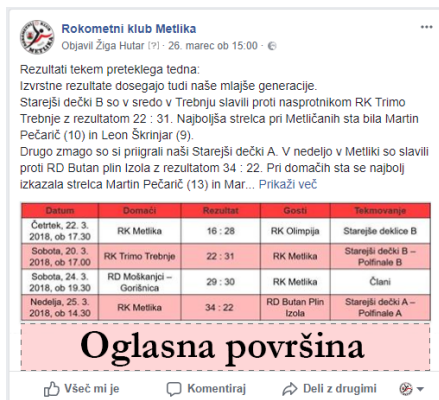 Rokometni klub Metlika
Objavil Žiga Hutar [?] · 26. marec ob 15:00 ·
Rezultati tekem preteklega tedna:
Izvrstne rezultate dosegajo tudi naše mlajše generacije.
Starejši dečki B so v sredo v Trebnju slavili proti nasprotnikom RK Trimo
Trebnje z rezultatom 22 : 31. Najboljša strelca pri Metličanih sta bila Martin
Pečarič (10) in Leon Škrinjar (9).
Drugo zmago so si priigrali naši Starejši dečki A. V nedeljo v Metliki so slavili
proti RD Butan plin Izola z rezultatom 34 : 22. Pri domačih sta se najbolj
izkazala strelca Martin Pečarič (13) in Mar... Prikaži več
Datum Domači Rezultat Gosti Tekmovanje
Četrtek, 22. 3.
2018, ob 17.30 RK Metlika 16 : 28 RK Olimpija Starejše deklice B
Sobota, 20. 3.
2018, ob 17.00 RK Trimo Trebnje 22 : 31 RK Metlika Starejši dečki B –
Polfinale B
Sobota, 24. 3.
2018, ob 19.30 RD Moškanjci –
Gorišnica 29 : 30 RK Metlika Člani
Nedelja, 25. 3.
2018, ob 14.30 RK Metlika 34 : 22 RD Butan Plin
Izola Starejši dečki A –
Polfinale A
Oglasna površina
Všeč mi je Komentiraj Deli z drugimi